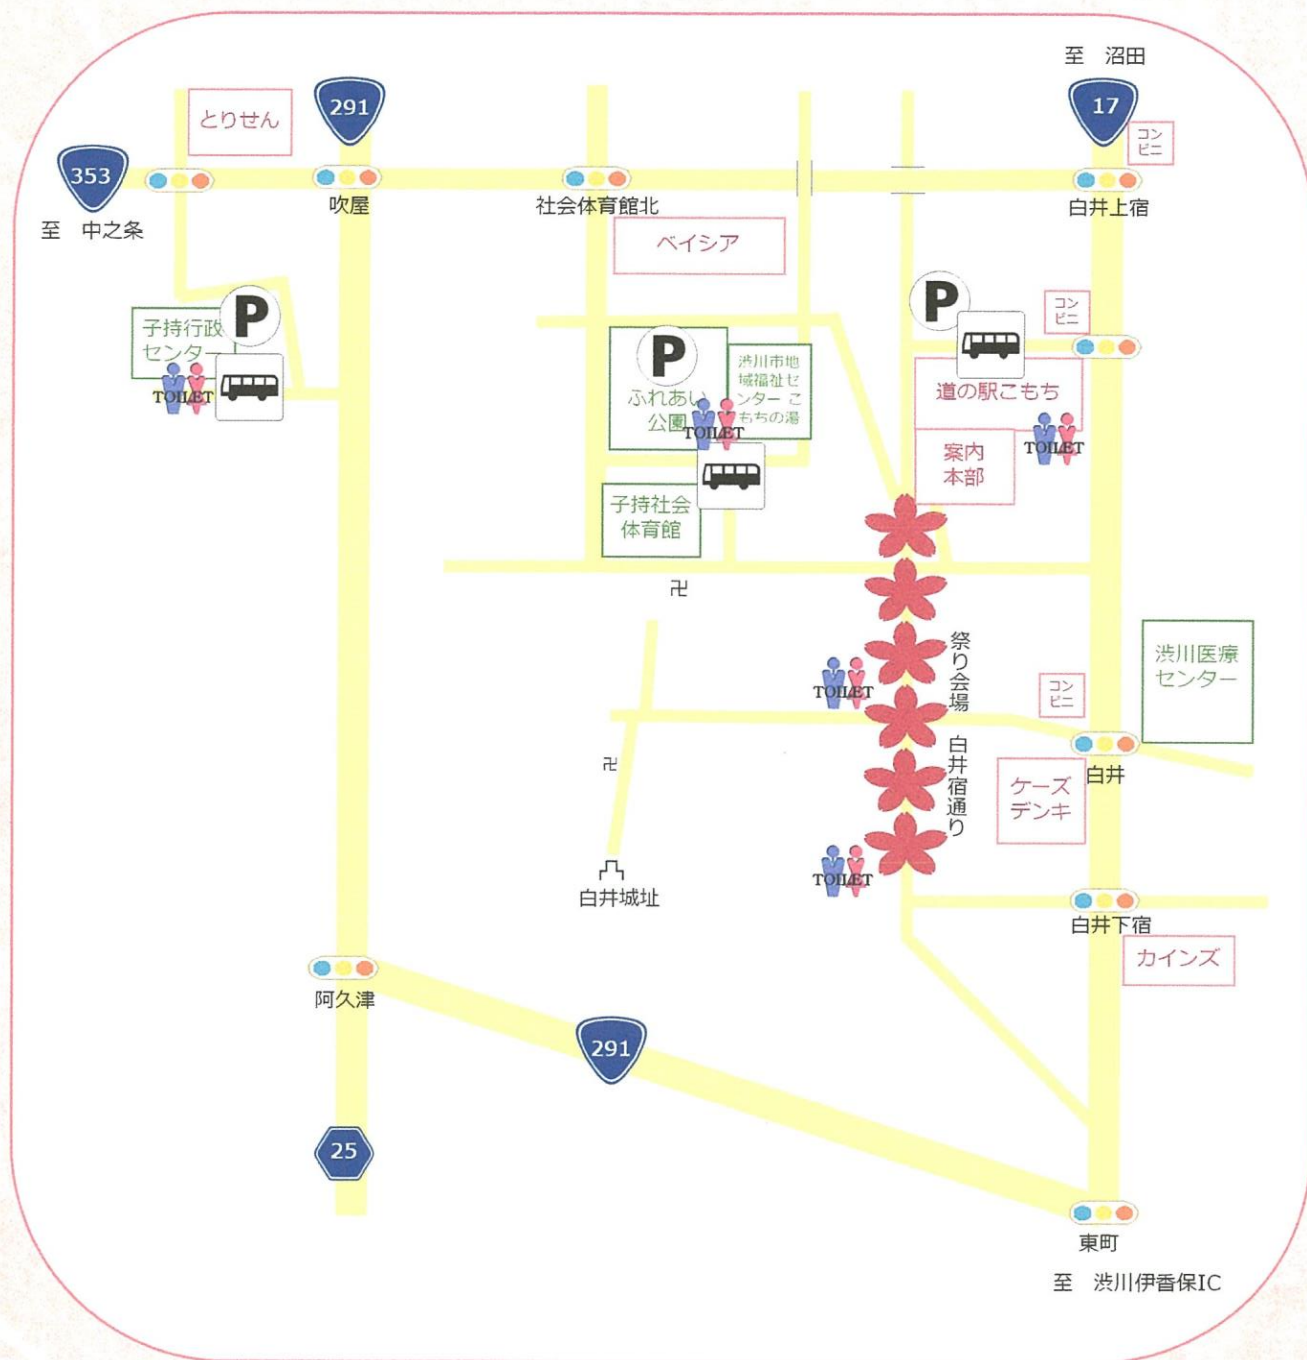 至　沼田
とりせん
291
17
コン
ビニ
353
吹屋
社会体育館北
白井上宿
至　中之条
ベイシア
P
P
コン
ビニ
子持行政
センター
TOILET
P
ふれあい
公園
渋川市地
域福祉セ
ンター こ
もちの湯
TOILET
道の駅こもち
TOILET
案内
本部
子持社会
体育館
卍
祭り会場　白井宿通り
渋川医療
センター
TOILET
コン
ビニ
卍
白井
ケーズ
デンキ
TOILET
白井城址
白井下宿
カインズ
阿久津
291
25
東町
至　渋川伊香保IC